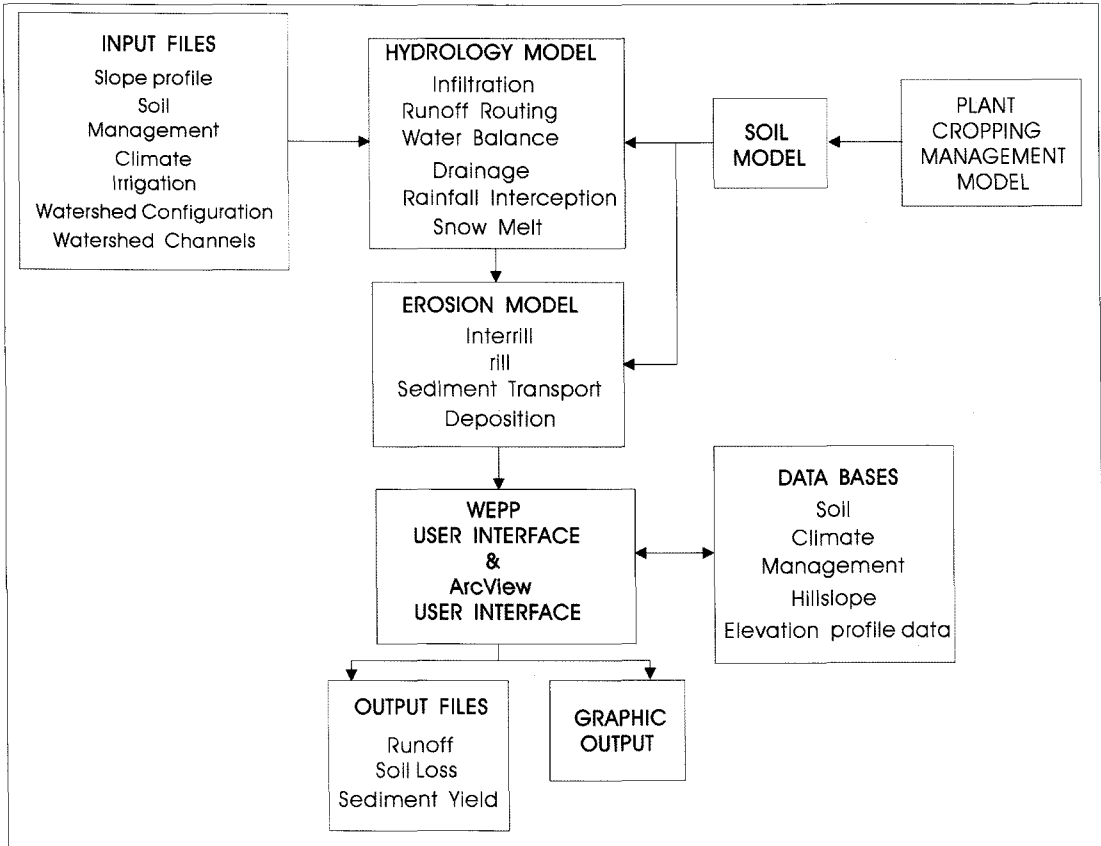 INPUT FILES
Slope profile
Soil
Management
Climate
Irrigation
Watershed Configuration
Watershed Channels
HYDROLOGY MODEL
Infiltration
Runoff Routing
Water Balance
Drainage
Rainfall Interception
Snow Melt
SOIL
MODEL
PLANT
CROPPING
MANAGEMENT
MODEL
EROSION MODEL
Interrill
rill
Sediment Transport
Deposition
WEPP
USER INTERFACE
&
ArcView
USER INTERFACE
DATA BASES
Soil
Climate
Management
Hillslope
Elevation profile data
OUTPUT FILES
Runoff
Soil Loss
Sediment Yield
GRAPHIC
OUTPUT